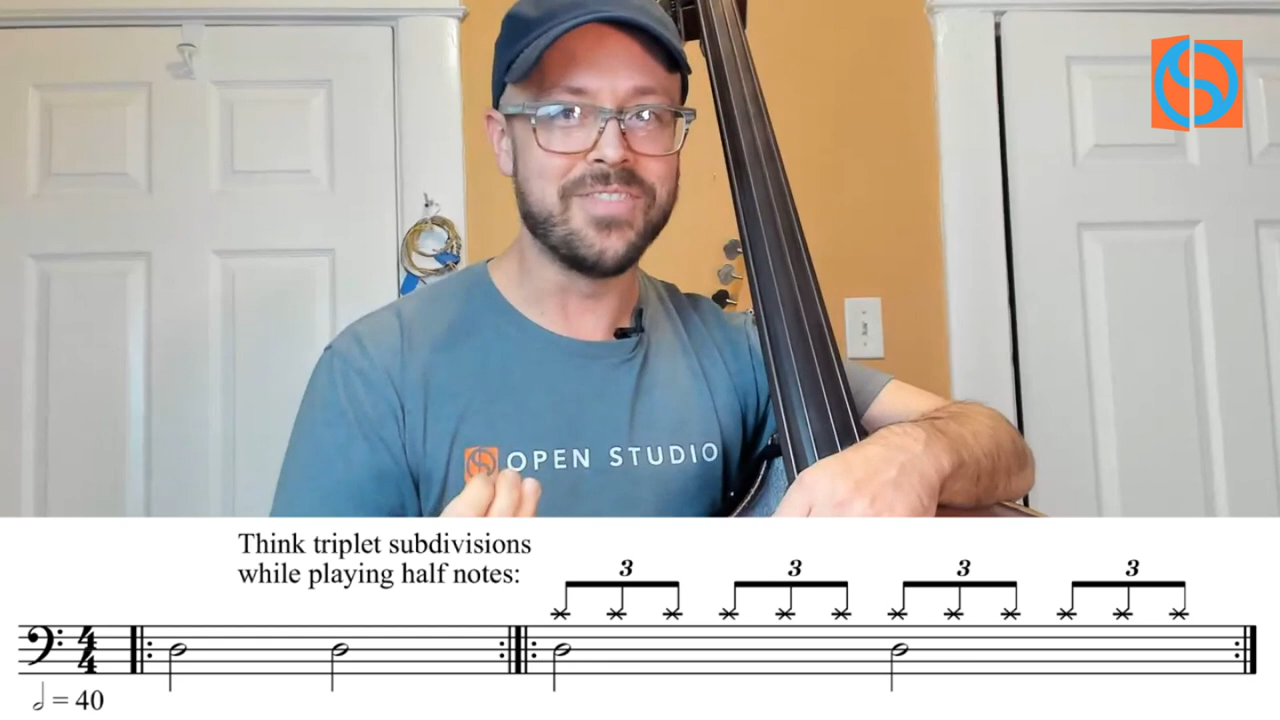 OPEN STUDIO
Think triplet subdivisions
while playing half notes:
3 3 3 3
4
4
= 40